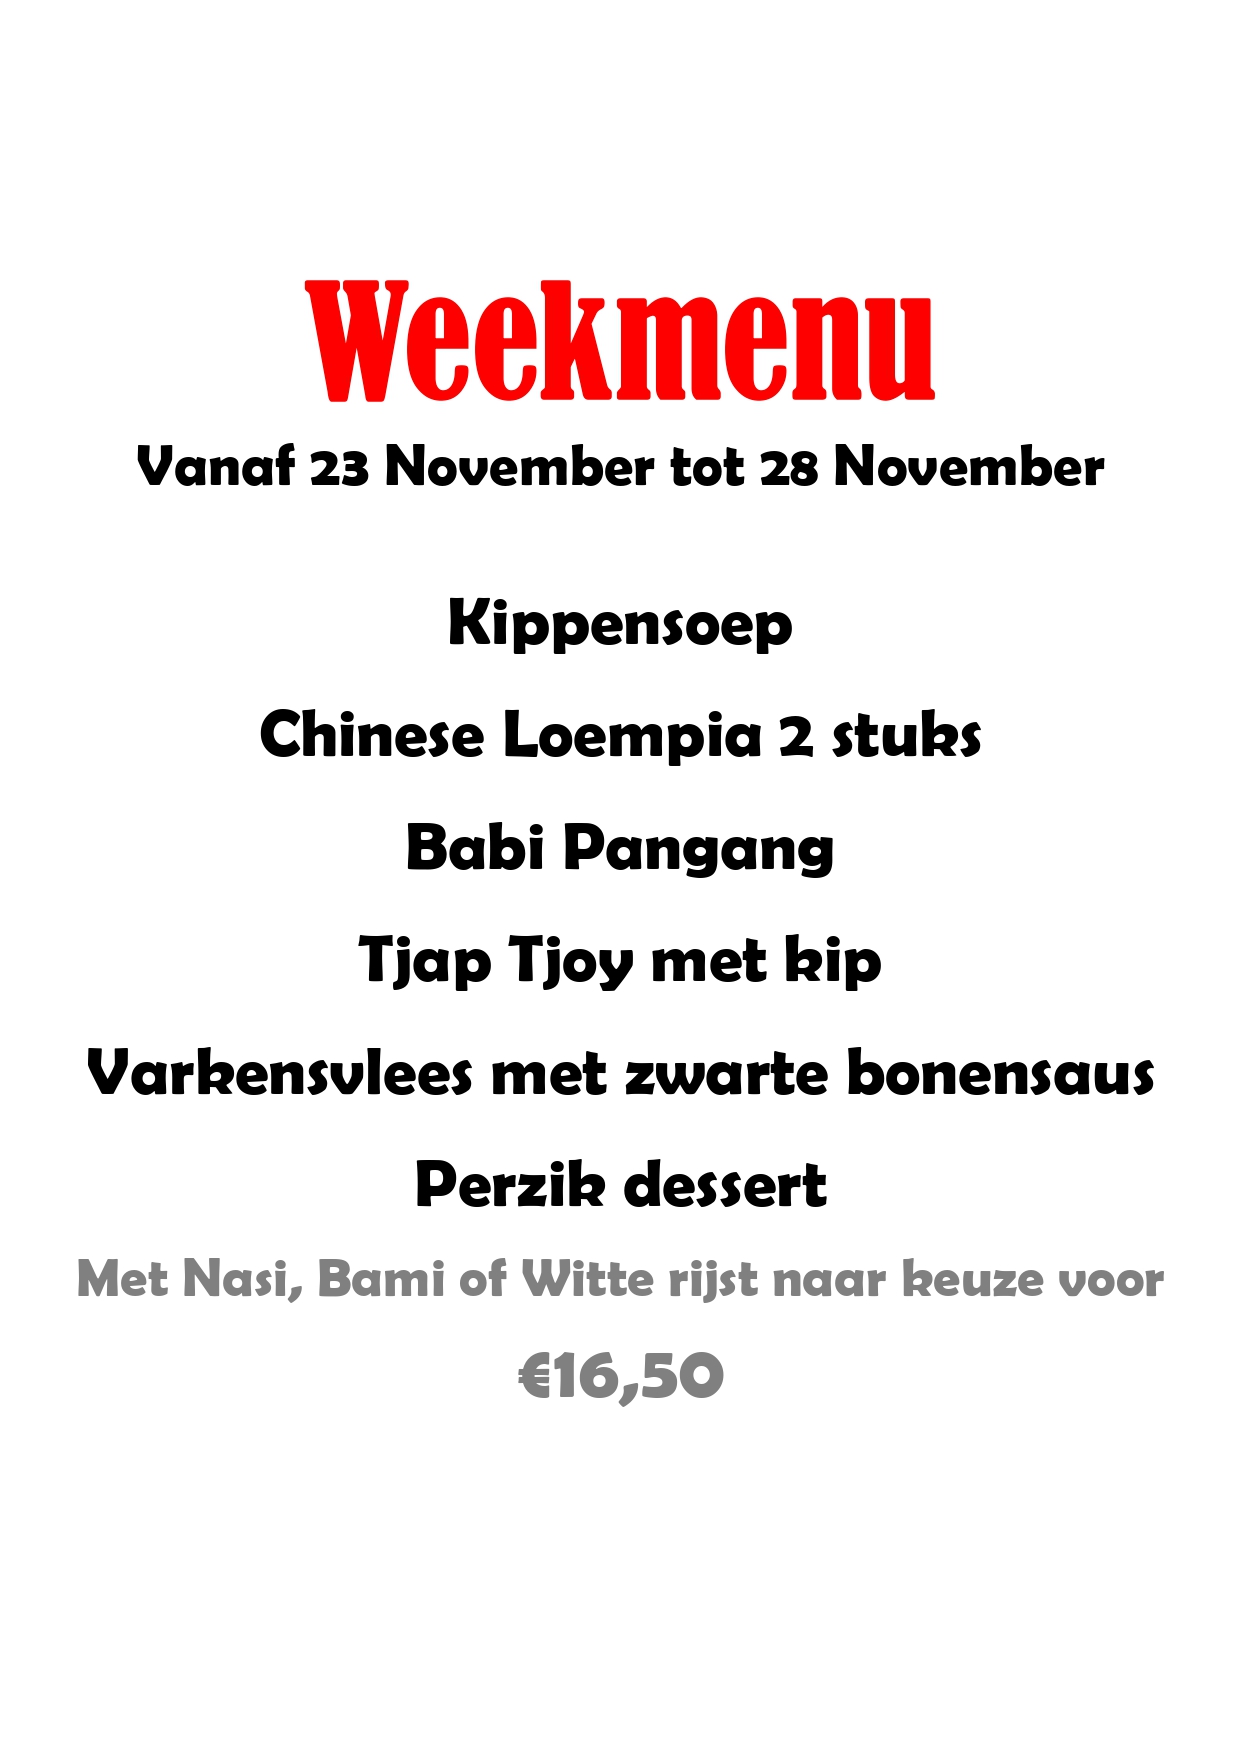 Weekmenu
Vanaf 23 November tot 28 November
Kippensoep
Chinese Loempia 2 stuks
Babi Pangang
Tjap Tjoy met kip
Varkensvlees met zwarte bonensaus
Perzik dessert
Met Nasi, Bami of Witte rijst naar keuze voor
€16,50